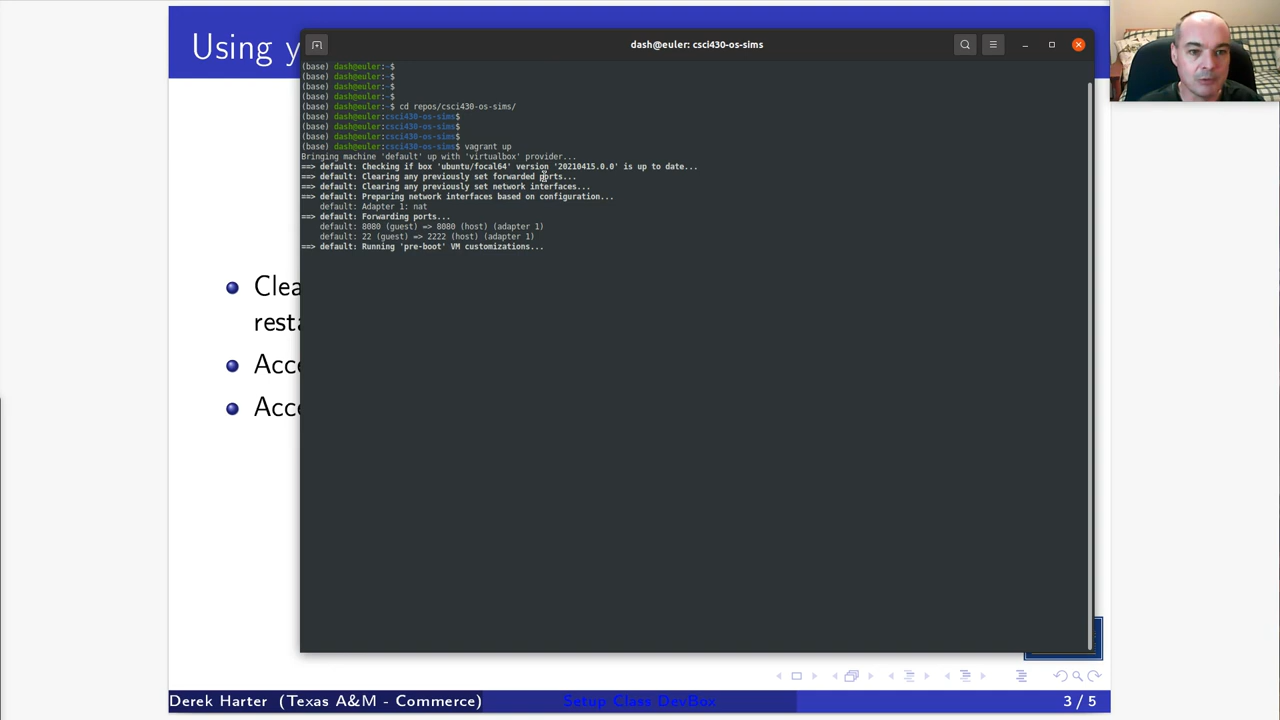 Using y
dash@euler: csci430-os-sims
(base) dash@euler:~$
(base) dash@euler:~$
(base) dash@euler:~$
(base) dash@euler:~$
(base) dash@euler:~$ cd repos/csci430-os-sims/
(base) dash@euler:csci430-os-sims$
(base) dash@euler:csci430-os-sims$
(base) dash@euler:csci430-os-sims$
(base) dash@euler:csci430-os-sims$ vagrant up
Bringing machine 'default' up with 'virtualbox' provider...
==> default: Checking if box 'ubuntu/focal64' version '20210415.0.0' is up to date...
==> default: Clearing any previously set forwarded ports...
==> default: Clearing any previously set network interfaces...
==> default: Preparing network interfaces based on configuration...
default: Adapter 1: nat
==> default: Forwarding ports...
default: 8080 (guest) => 8080 (host) (adapter 1)
default: 22 (guest) => 2222 (host) (adapter 1)
==> default: Running 'pre-boot' VM customizations...
Clea
resta
Acce
Acce
Derek Harter (Texas A&M - Commerce)
Setup Class DevBox
3 / 5